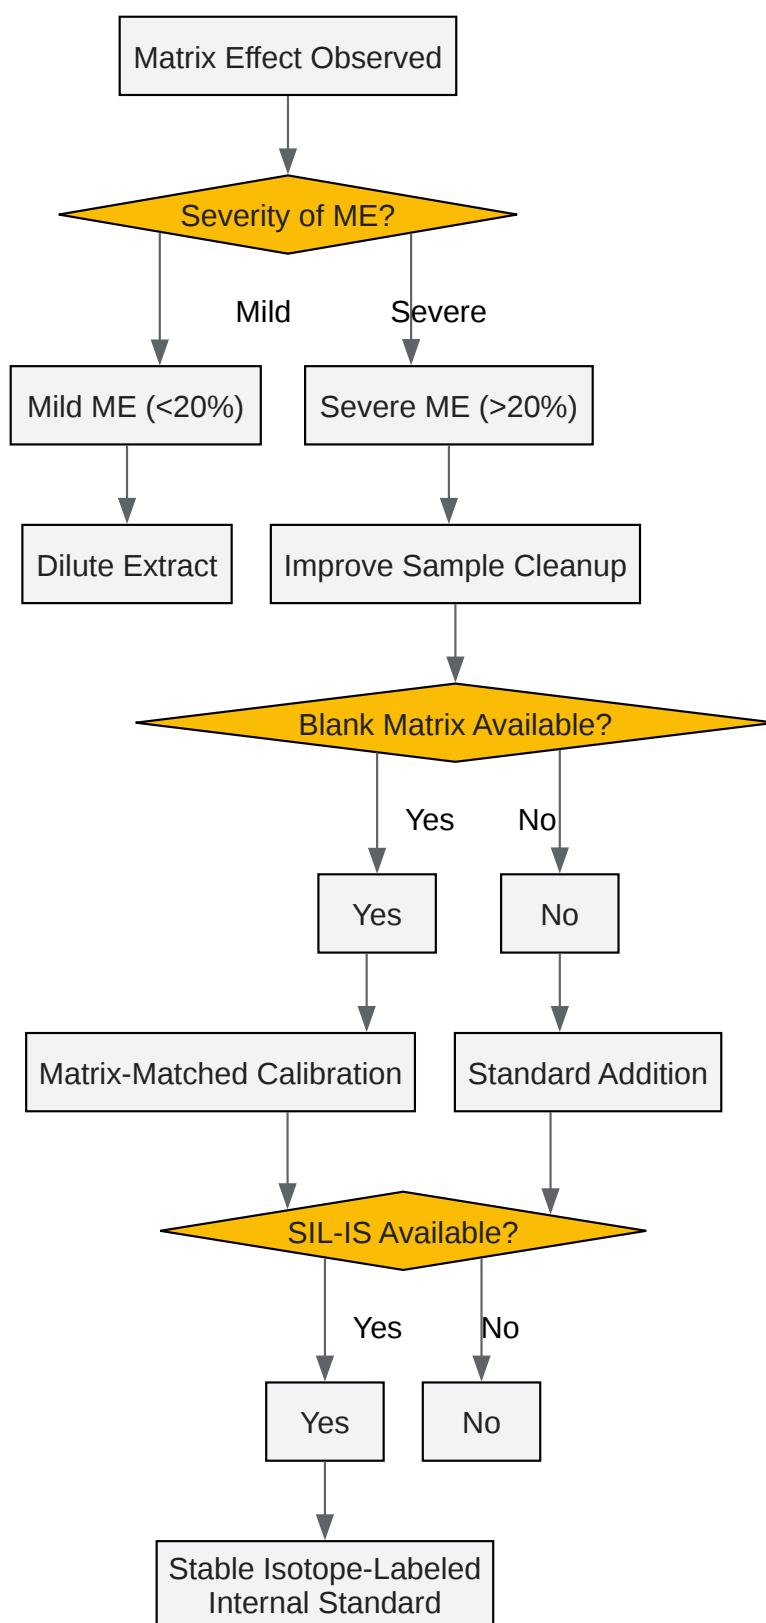 Matrix Effect Observed
Severity of ME?
Mild
Severe
Mild ME (<20%)
Severe ME (>20%)
Dilute Extract
Improve Sample Cleanup
Blank Matrix Available?
Yes
No
Yes
No
Matrix-Matched Calibration
Standard Addition
SIL-IS Available?
Yes
No
Yes
No
Stable Isotope-Labeled
Internal Standard